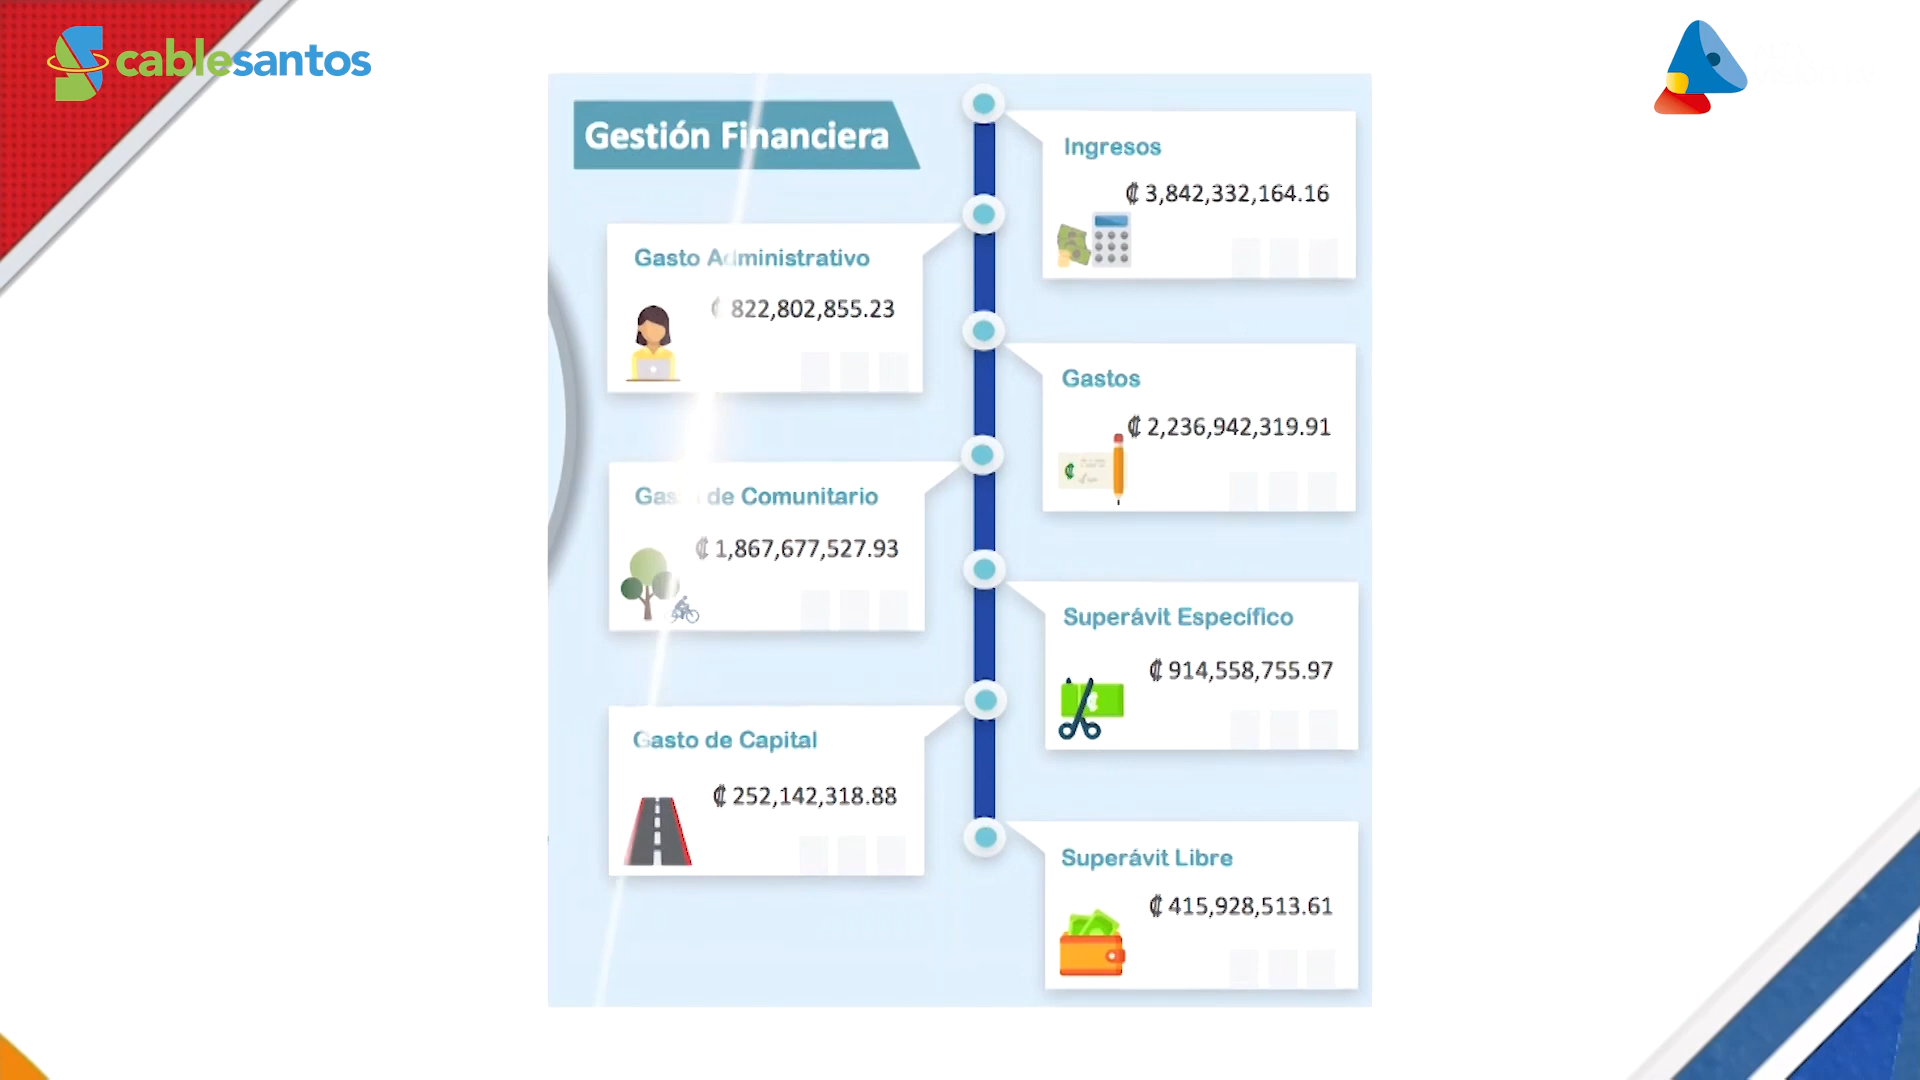 cablesantos
Gestión Financiera
Ingresos
₡ 3,842,332,164.16
Gasto Administrativo
₡ 822,802,855.23
Gastos
₡ 2,236,942,319.91
Gasto de Comunitario
₡ 1,867,677,527.93
Superávit Específico
₡ 914,558,755.97
Gasto de Capital
₡ 252,142,318.88
Superávit Libre
₡ 415,928,513.61